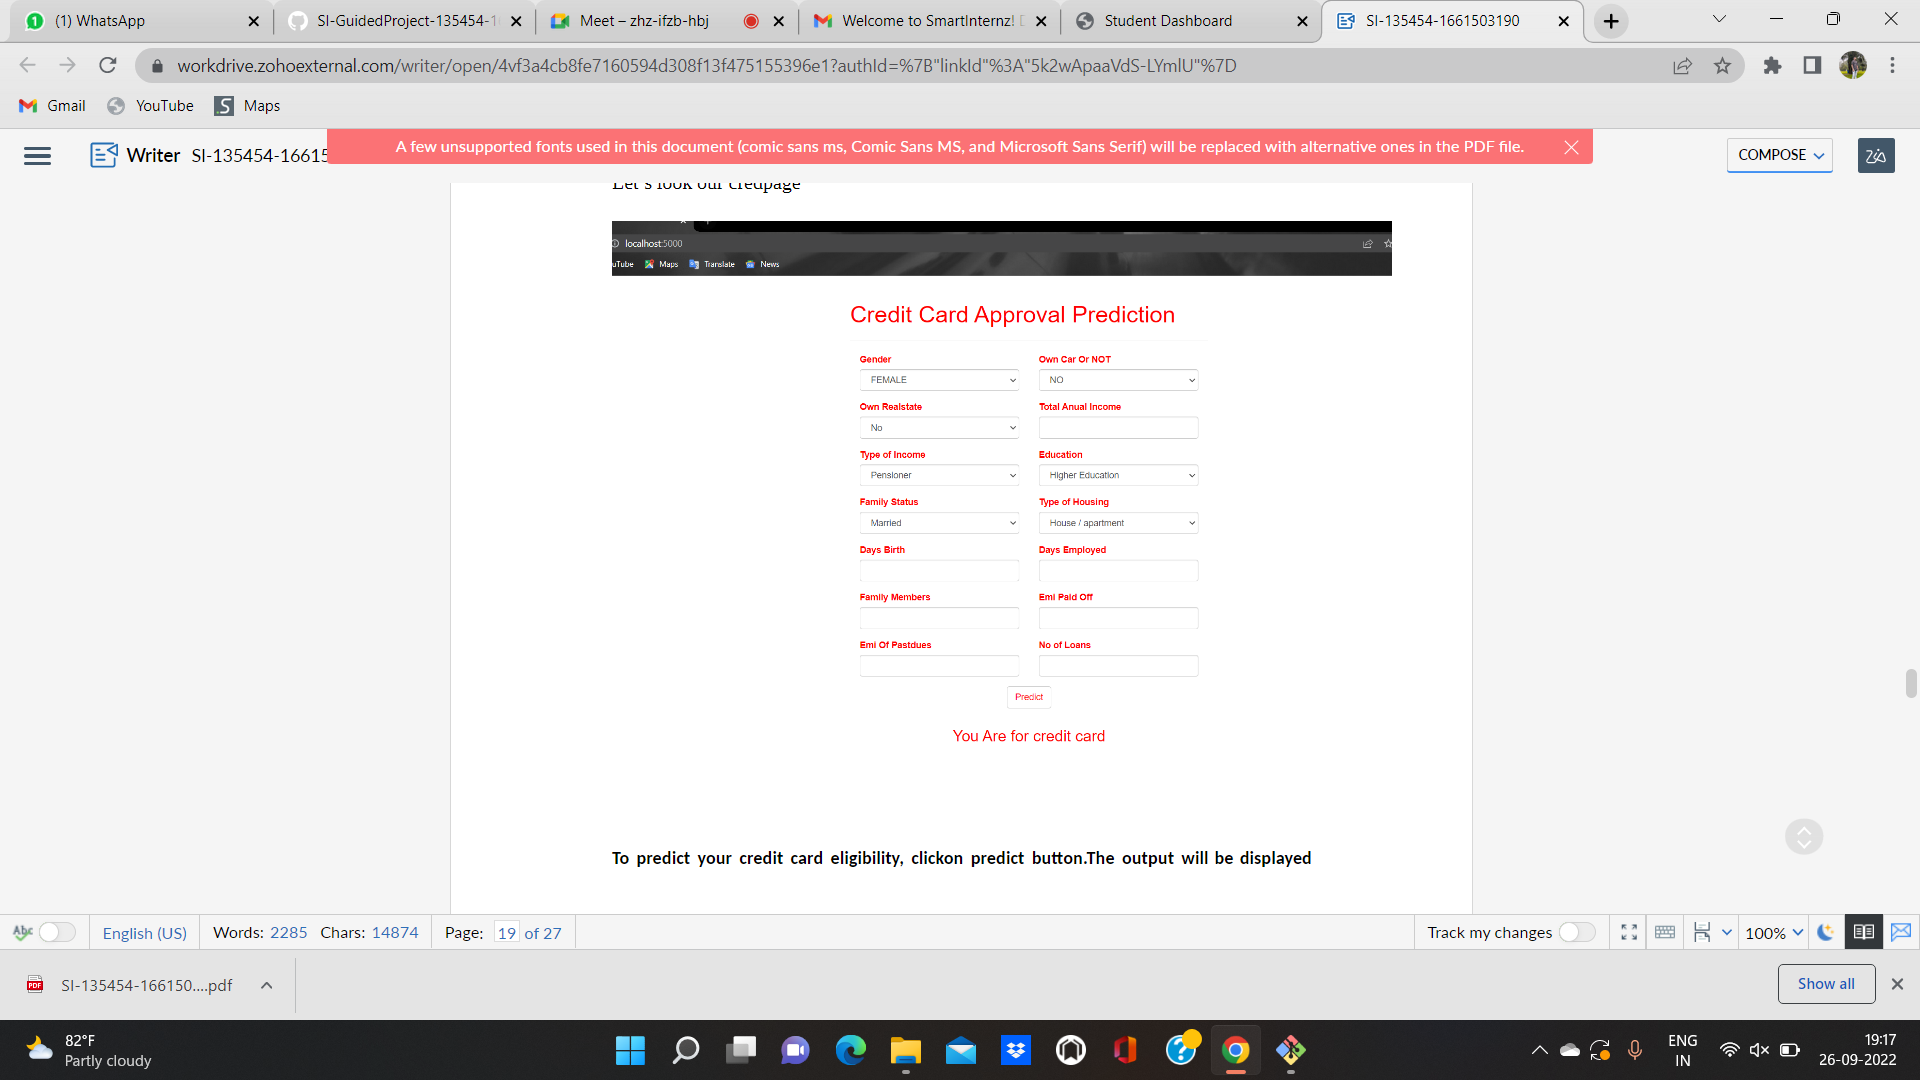 (1) WhatsApp
SI-GuidedProject-135454-1
Meet – zhz-ifzb-hbj
Welcome to SmartInternz!
Student Dashboard
SI-135454-1661503190
workdrive.zohoexternal.com/writer/open/4vf3a4cb8fe7160594d308f13f475155396e1?authId=%7B"linkId"%3A"5k2wApaaVdS-LYmlU"%7D
Gmail
YouTube
Maps
Writer SI-135454-16615
A few unsupported fonts used in this document (comic sans ms, Comic Sans MS, and Microsoft Sans Serif) will be replaced with alternative ones in the PDF file.
COMPOSE
Let's look our credpage
localhost:5000
uTube Maps Translate News
Credit Card Approval Prediction
Gender Own Car Or NOT
FEMALE NO
Own Realstate Total Anual Income
No
Type of Income Education
Pensioner Higher Education
Family Status Type of Housing
Married House / apartment
Days Birth Days Employed
Family Members Emi Paid Off
Emi Of Pastdues No of Loans
Predict
You Are for credit card
To predict your credit card eligibility, clickon predict button.The output will be displayed
Abc English (US) Words: 2285 Chars: 14874 Page: 19 of 27 Track my changes 100%
PDF SI-135454-166150....pdf Show all
82°F
Partly cloudy
ENG
IN
19:17
26-09-2022